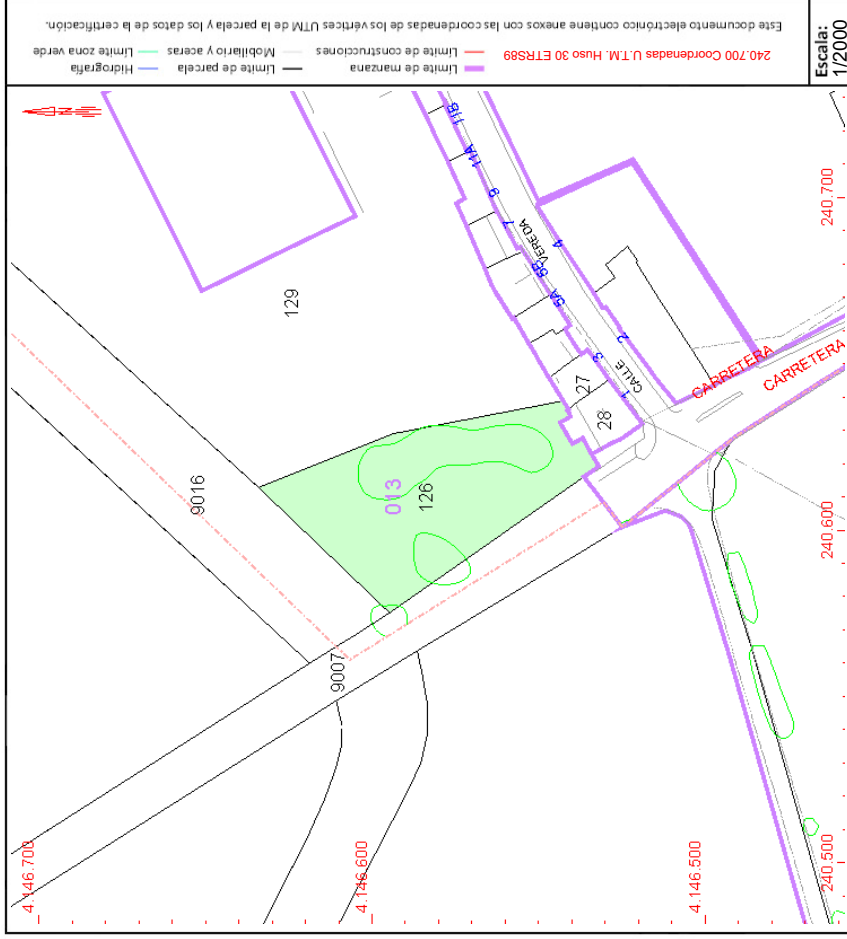 Este documento electrónico contiene anexos con las coordenadas de los vértices UTM de la parcela y los datos de la certificación.
240.700 Coordenadas U.T.M. Huso 30 ETRS89
Límite de manzana
Límite de construcciones
Límite de parcela
Mobiliario y aceras
Hidrografía
Límite zona verde
Escala:
1/2000
11B
11A
9
7
5B
5A
3
1
4
2
CALLE
VEREDA
240.700
129
27
28
CARRETERA
CARRETERA
9016
013
126
240.600
9007
4.146.700
4.146.600
4.146.500
240.500